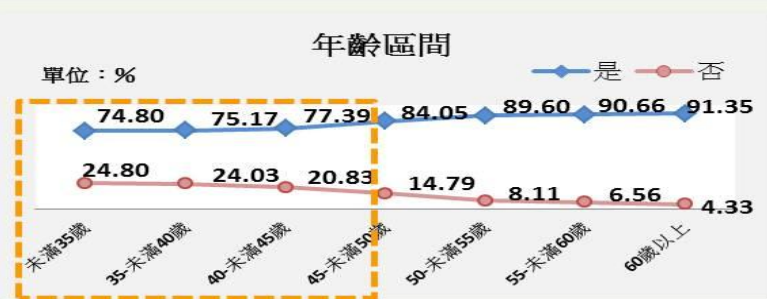 年齡區間
單位：%
是 否
74.80 75.17 77.39 84.05 89.60 90.66 91.35
24.80 24.03 20.83 14.79 8.11 6.56 4.33
未滿35歲 35-未滿40歲 40-未滿45歲 45-未滿50歲 50-未滿55歲 55-未滿60歲 60歲以上